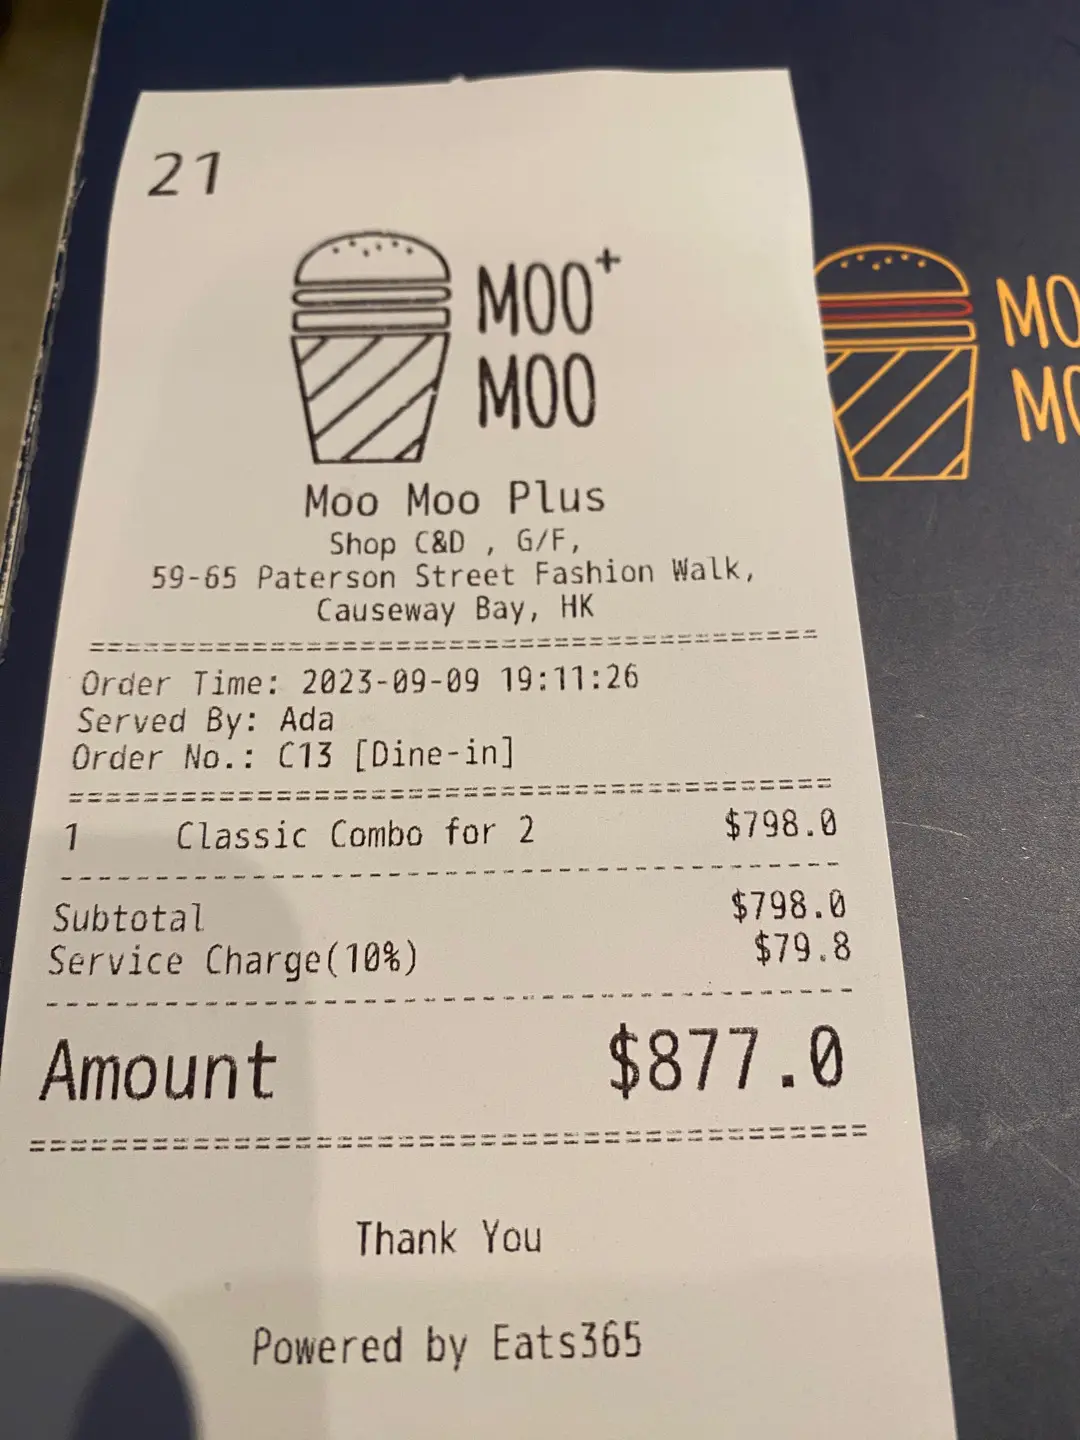 21
MOO+
MOO
Moo Moo Plus
Shop C&D , G/F,
59-65 Paterson Street Fashion Walk,
Causeway Bay, HK
Order Time: 2023-09-09 19:11:26
Served By: Ada
Order No.: C13 [Dine-in]
1 Classic Combo for 2 $798.0
Subtotal $798.0
Service Charge(10%) $79.8
Amount $877.0
Thank You
Powered by Eats365
MO
MO